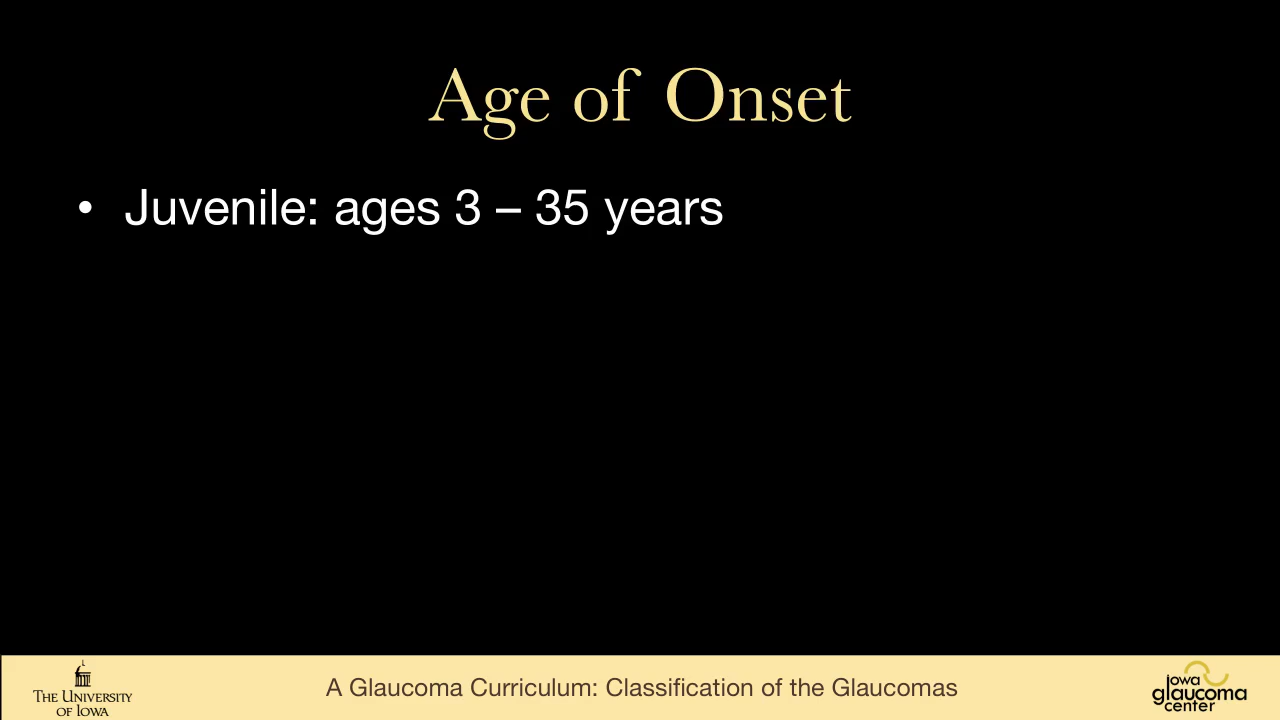 Age of Onset
• Juvenile: ages 3 – 35 years
THE UNIVERSITY
OF IOWA
A Glaucoma Curriculum: Classification of the Glaucomas
Iowa
glaucoma
center